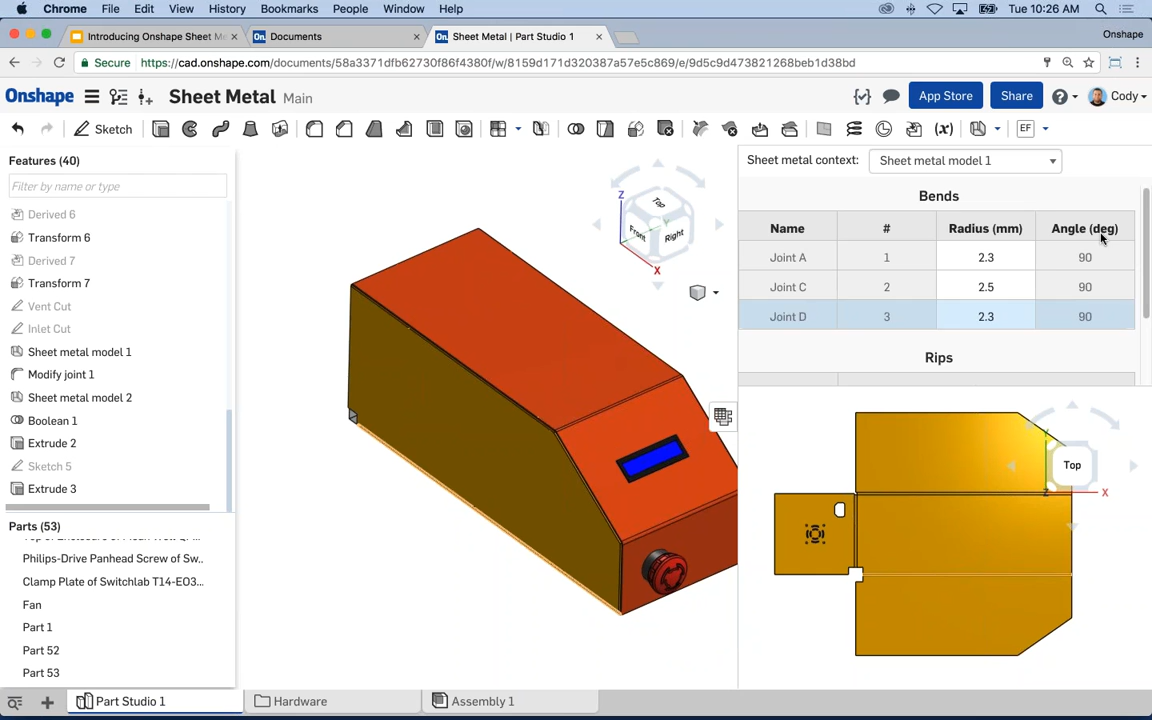 Chrome File Edit View History Bookmarks People Window Help Tue 10:26 AM
Introducing Onshape Sheet Me × Documents × Sheet Metal | Part Studio 1 × Onshape
Secure https://cad.onshape.com/documents/58a3371dfb62730f86f4380f/w/8159d171d320387a57e5c869/e/9d5c9d473821268beb1d38bd
Onshape Sheet Metal Main App Store Share Cody
Sketch (x) EF
Features (40)
Filter by name or type
Derived 6
Transform 6
Derived 7
Transform 7
Vent Cut
Inlet Cut
Sheet metal model 1
Modify joint 1
Sheet metal model 2
Boolean 1
Extrude 2
Sketch 5
Extrude 3
Parts (53)
Philips-Drive Panhead Screw of Sw..
Clamp Plate of Switchlab T14-EO3...
Fan
Part 1
Part 52
Part 53
Z
Top
Front
Right
Y
X
Sheet metal context: Sheet metal model 1
Bends
Name # Radius (mm) Angle (deg)
Joint A 1 2.3 90
Joint C 2 2.5 90
Joint D 3 2.3 90
Rips
Y
Top
Z X
Part Studio 1 Hardware Assembly 1